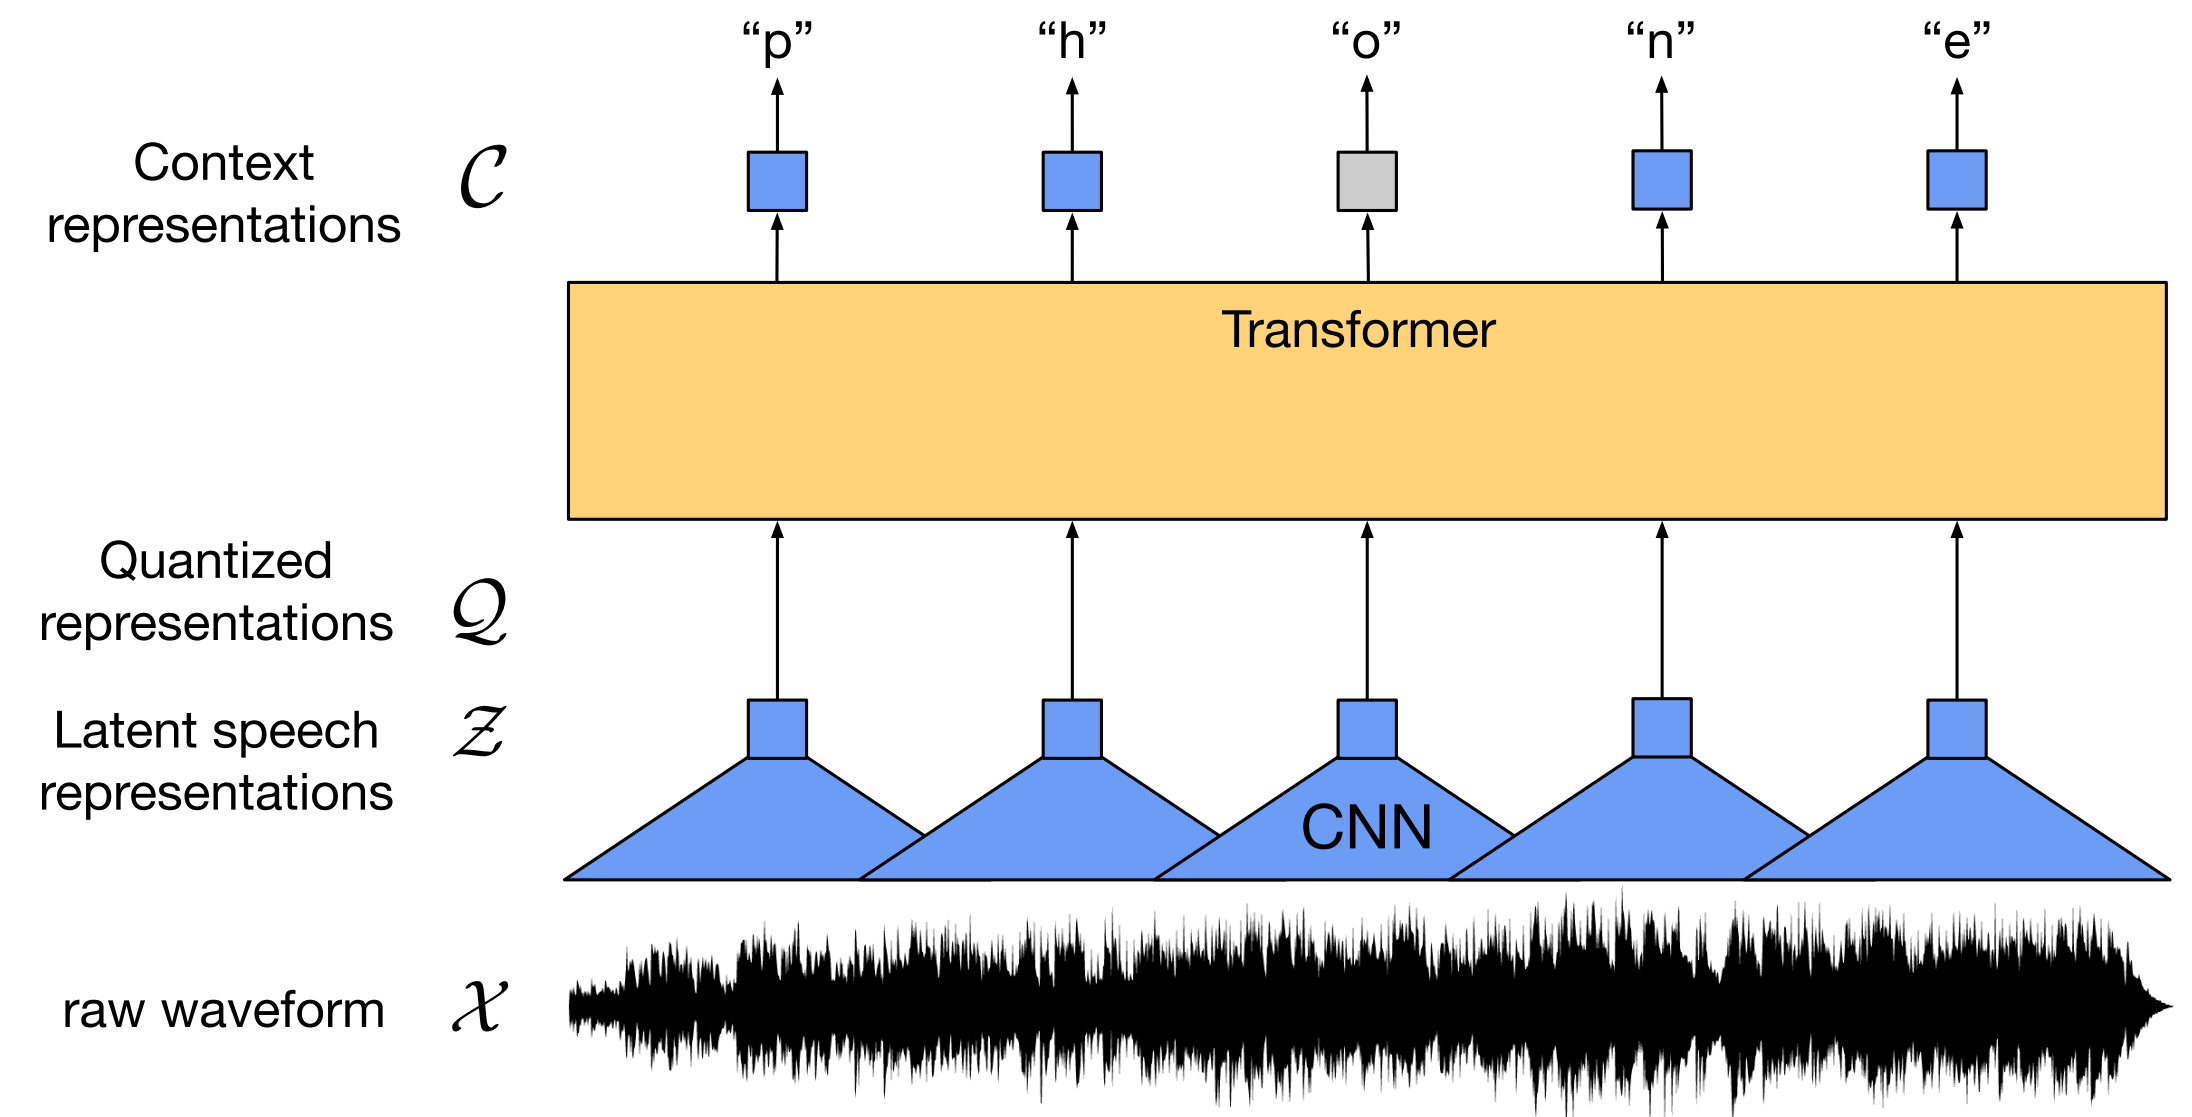 “p” “h” “o” “n” “e”
Context
representations 𝒞
Transformer
Quantized
representations 𝒬
Latent speech
representations 𝒵
CNN
raw waveform 𝒳